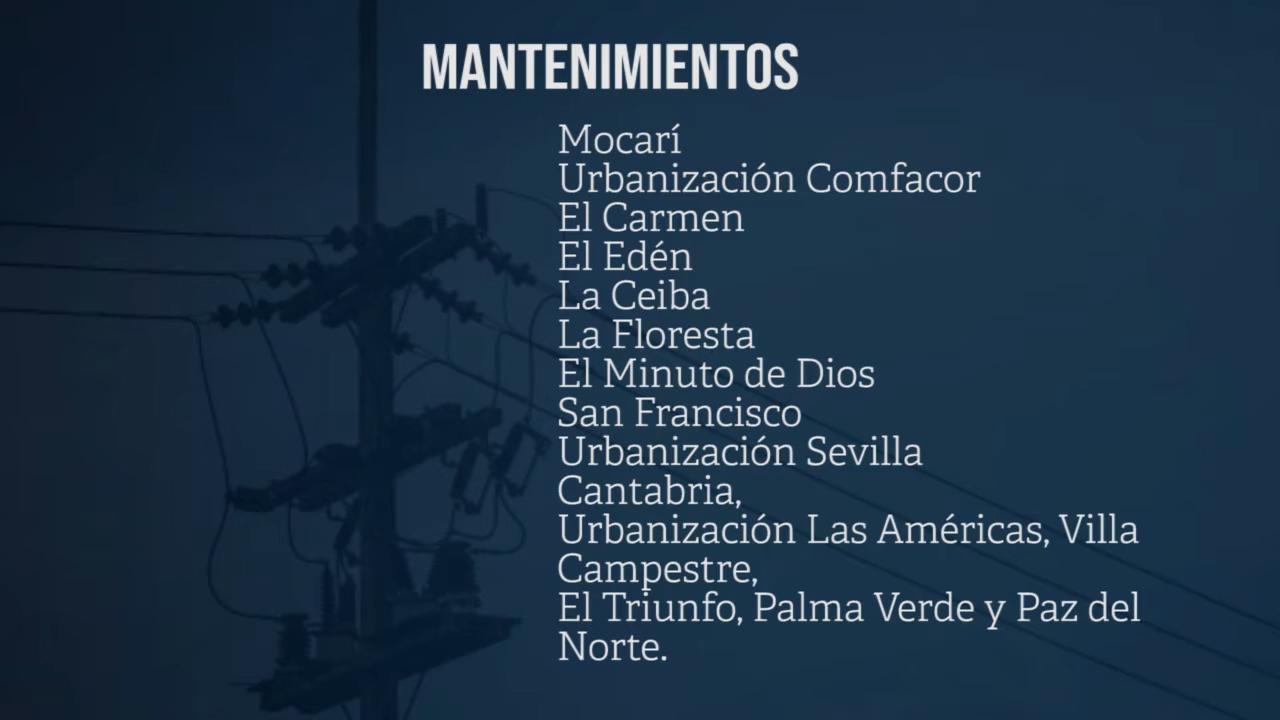 MANTENIMIENTOS
Mocarí
Urbanización Comfacor
El Carmen
El Edén
La Ceiba
La Floresta
El Minuto de Dios
San Francisco
Urbanización Sevilla
Cantabria,
Urbanización Las Américas, Villa
Campestre,
El Triunfo, Palma Verde y Paz del
Norte.